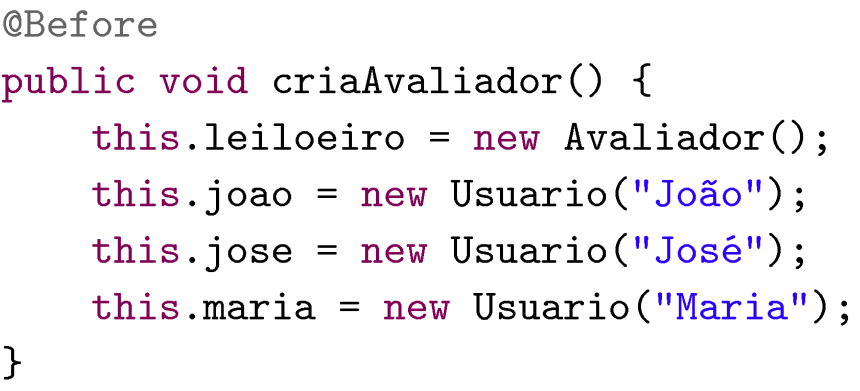 @Before
public void criaAvaliador() {
    this.leiloeiro = new Avaliador();
    this.joao = new Usuario("João");
    this.jose = new Usuario("José");
    this.maria = new Usuario("Maria");
}